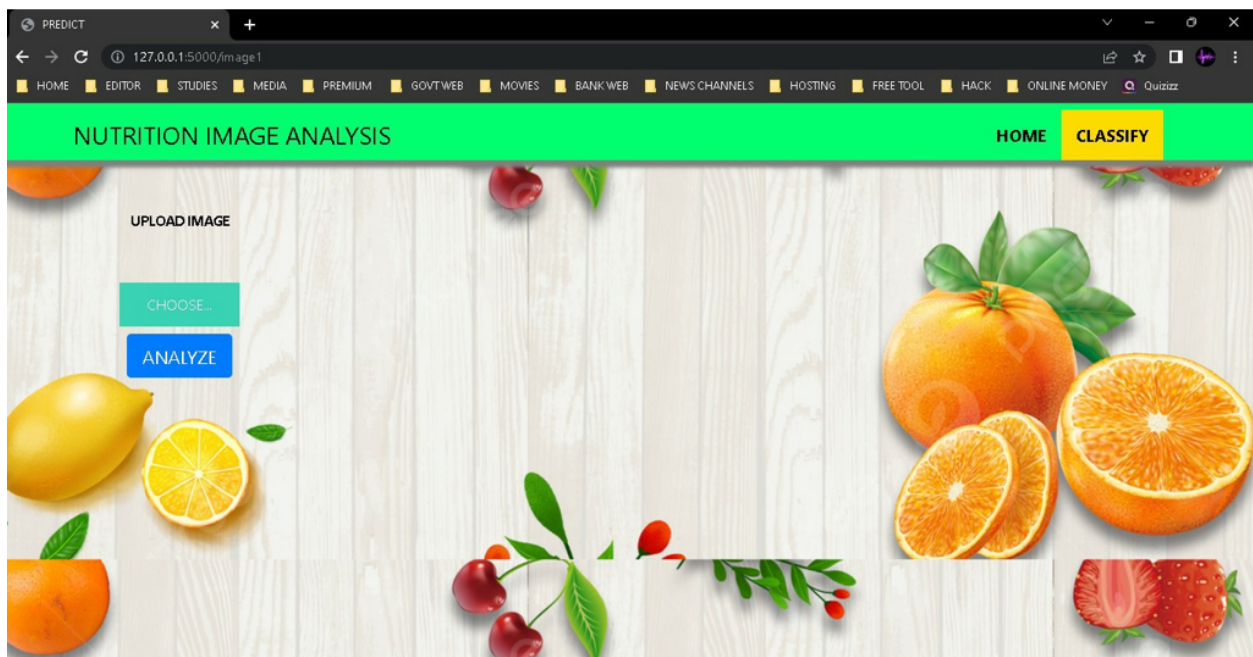 PREDICT
127.0.0.1:5000/image1
HOME EDITOR STUDIES MEDIA PREMIUM GOVT WEB MOVIES BANK WEB NEWS CHANNELS HOSTING FREE TOOL HACK ONLINE MONEY Quizizz
NUTRITION IMAGE ANALYSIS HOME CLASSIFY
UPLOAD IMAGE
CHOOSE...
ANALYZE